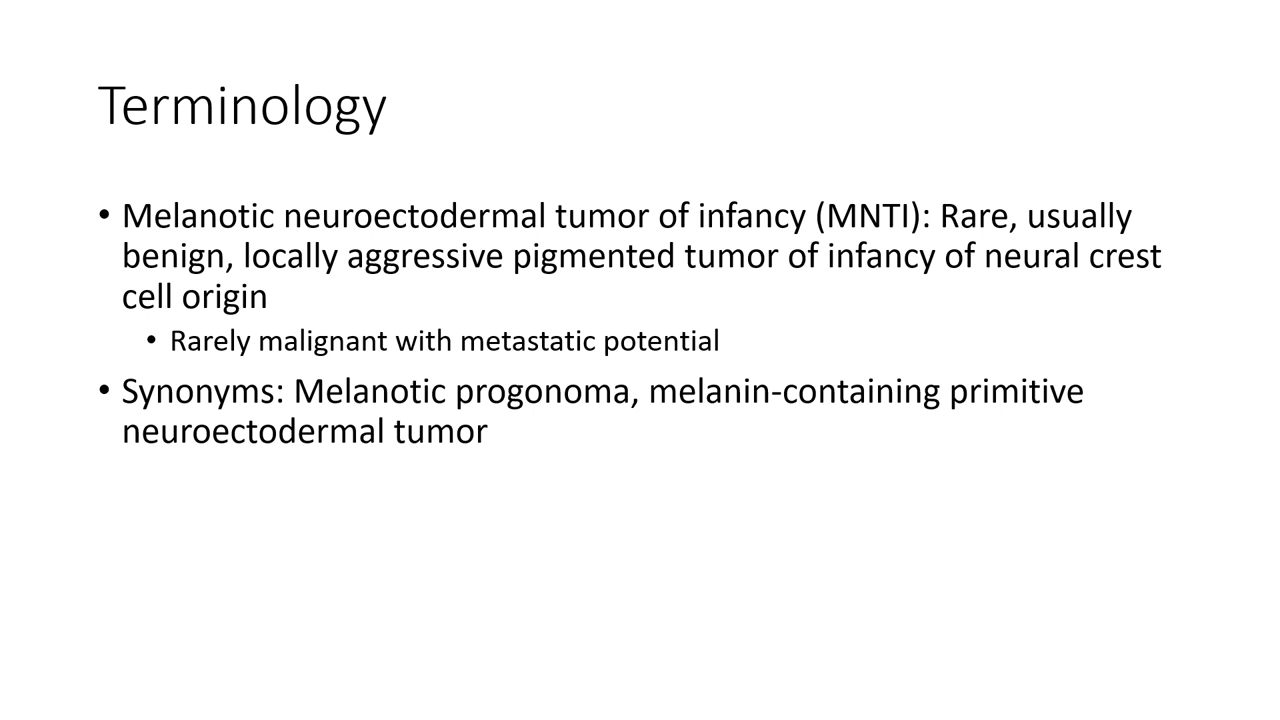 Terminology
• Melanotic neuroectodermal tumor of infancy (MNTI): Rare, usually
benign, locally aggressive pigmented tumor of infancy of neural crest
cell origin
• Rarely malignant with metastatic potential
• Synonyms: Melanotic progonoma, melanin-containing primitive
neuroectodermal tumor